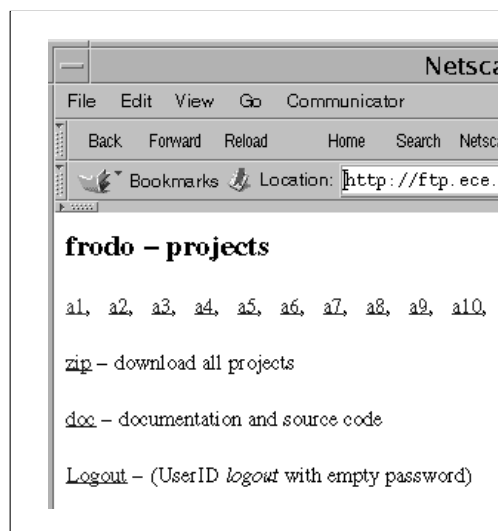 Netsca
File Edit View Go Communicator
Back Forward Reload Home Search Netsca
Bookmarks Location: http://ftp.ece.
frodo – projects
a1, a2, a3, a4, a5, a6, a7, a8, a9, a10,
zip – download all projects
doc – documentation and source code
Logout – (UserID logout with empty password)